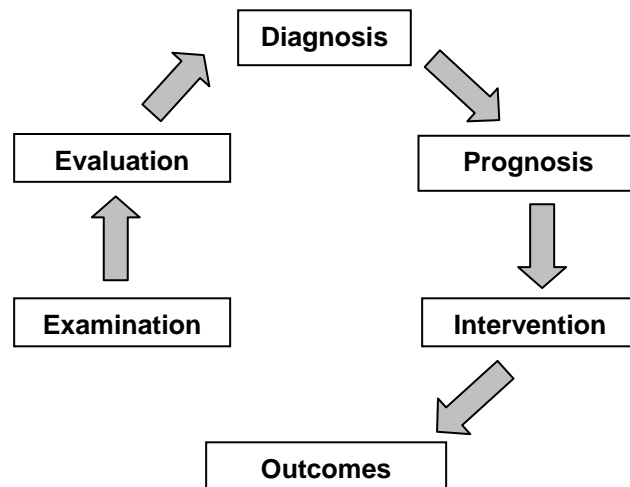 Diagnosis
Evaluation
Prognosis
Examination
Intervention
Outcomes